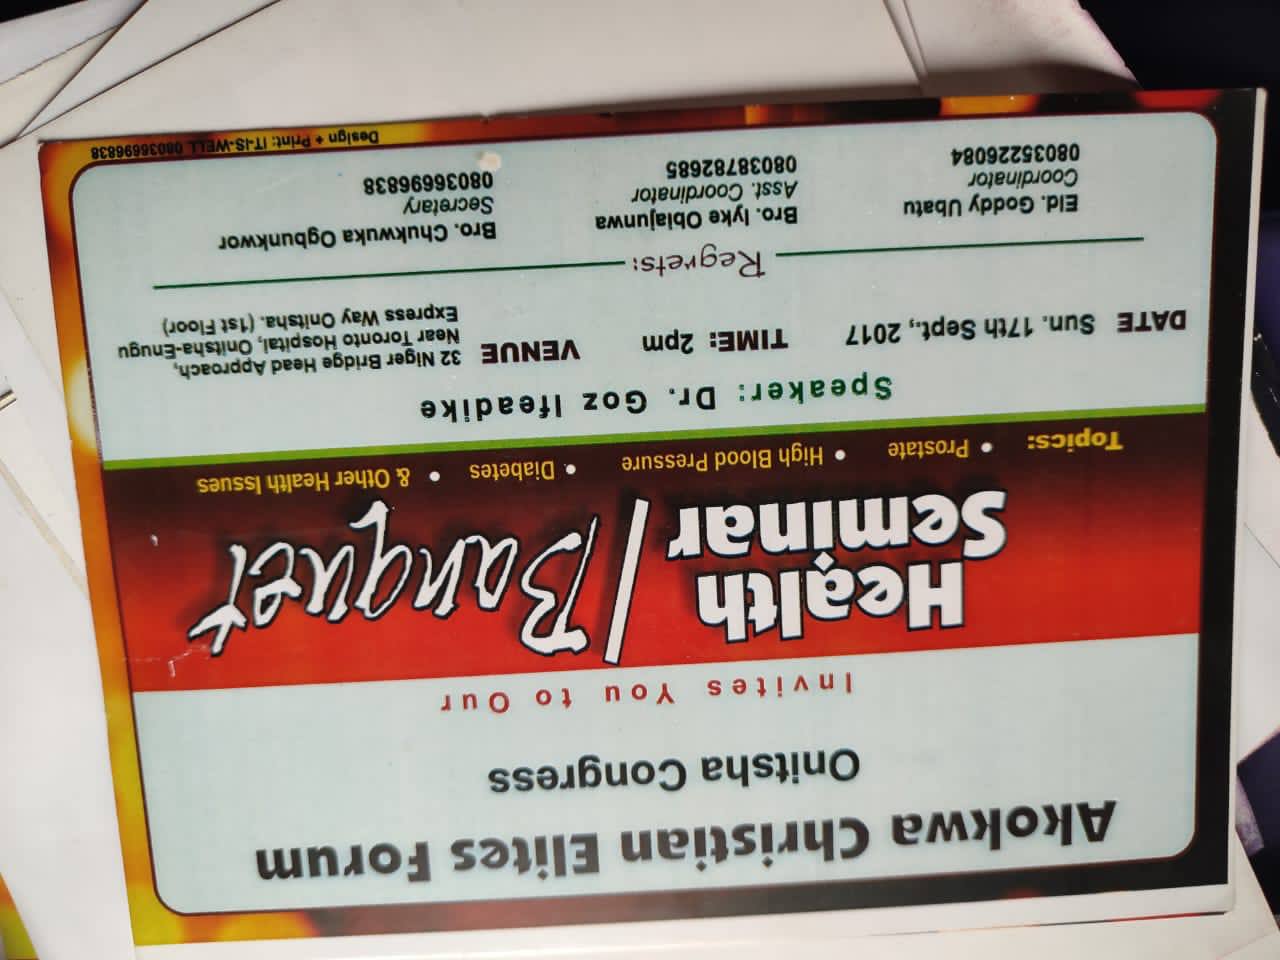 Akokwa Christian Elites Forum
Onitsha Congress
Invites You to Our
Health
Seminar
/Banquet
Topics: • Prostate • High Blood Pressure • Diabetes • & Other Health Issues
Speaker: Dr. Goz Ifeadike
DATE Sun. 17th Sept., 2017
TIME: 2pm
VENUE 32 Niger Bridge Head Approach,
Near Toronto Hospital, Onitsha-Enugu
Express Way Onitsha. (1st Floor)
Regrets:
Eld. Goddy Ubatu
Coordinator
08035226084
Bro. Iyke Obiajunwa
Asst. Coordinator
08038782685
Bro. Chukwuka Ogbunkwor
Secretary
08036696838
Design + Print: IT-IS-WELL 08036696838